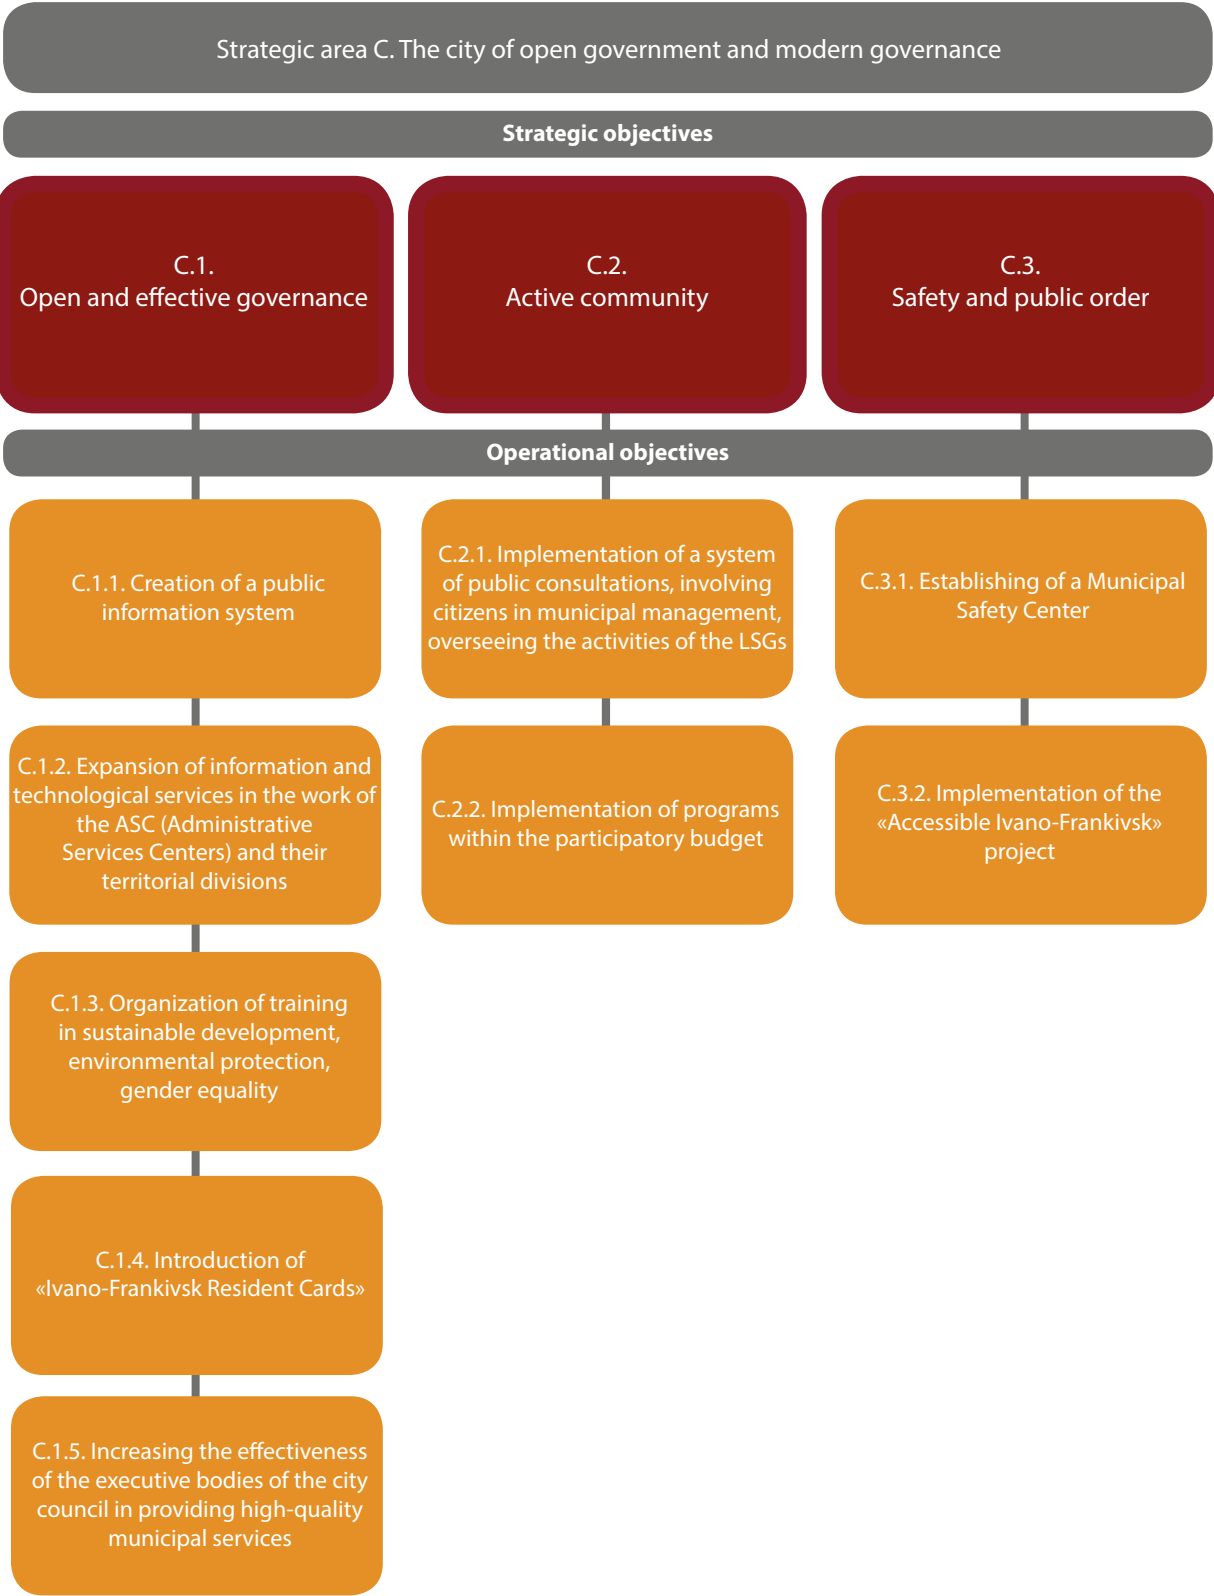 Strategic area C. The city of open government and modern governance
Strategic objectives
C.1.
Open and effective governance
C.2.
Active community
C.3.
Safety and public order
Operational objectives
C.1.1. Creation of a public
information system
C.2.1. Implementation of a system
of public consultations, involving
citizens in municipal management,
overseeing the activities of the LSGs
C.3.1. Establishing of a Municipal
Safety Center
C.1.2. Expansion of information and
technological services in the work of
the ASC (Administrative
Services Centers) and their
territorial divisions
C.2.2. Implementation of programs
within the participatory budget
C.3.2. Implementation of the
«Accessible Ivano-Frankivsk»
project
C.1.3. Organization of training
in sustainable development,
environmental protection,
gender equality
C.1.4. Introduction of
«Ivano-Frankivsk Resident Cards»
C.1.5. Increasing the effectiveness
of the executive bodies of the city
council in providing high-quality
municipal services